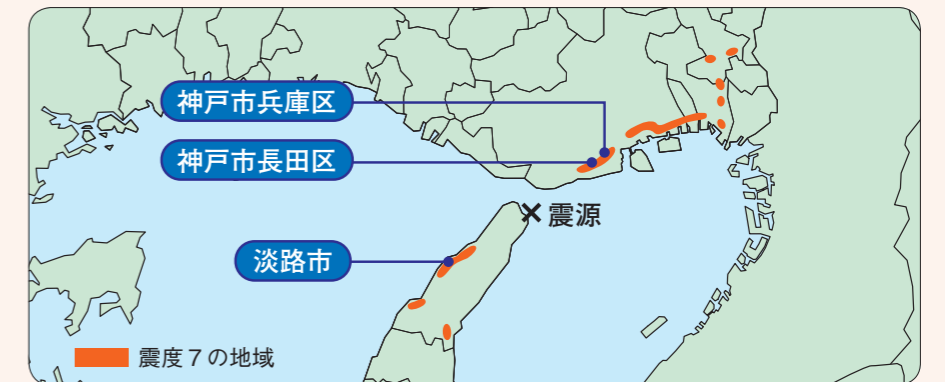 神戸市兵庫区
神戸市長田区
震源
淡路市
震度７の地域